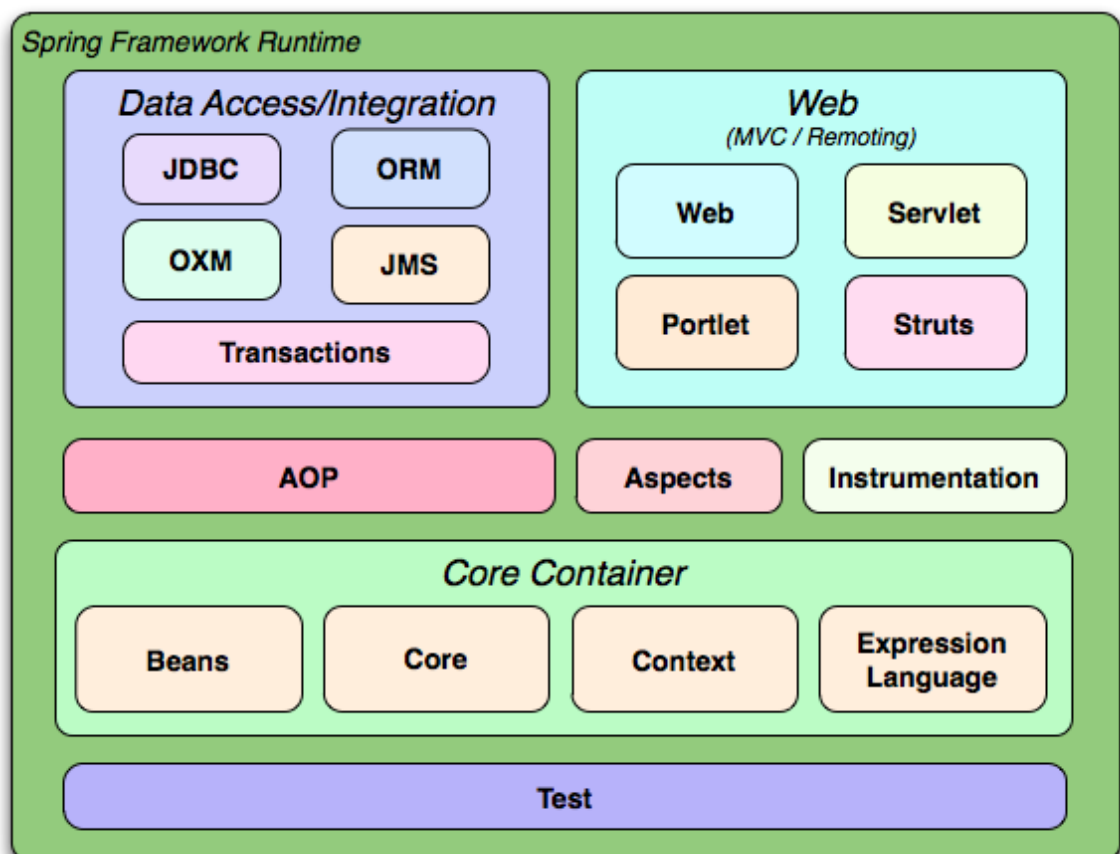 Spring Framework Runtime
Data Access/Integration
JDBC
ORM
OXM
JMS
Transactions
Web
(MVC / Remoting)
Web
Servlet
Portlet
Struts
AOP
Aspects
Instrumentation
Core Container
Beans
Core
Context
Expression
Language
Test